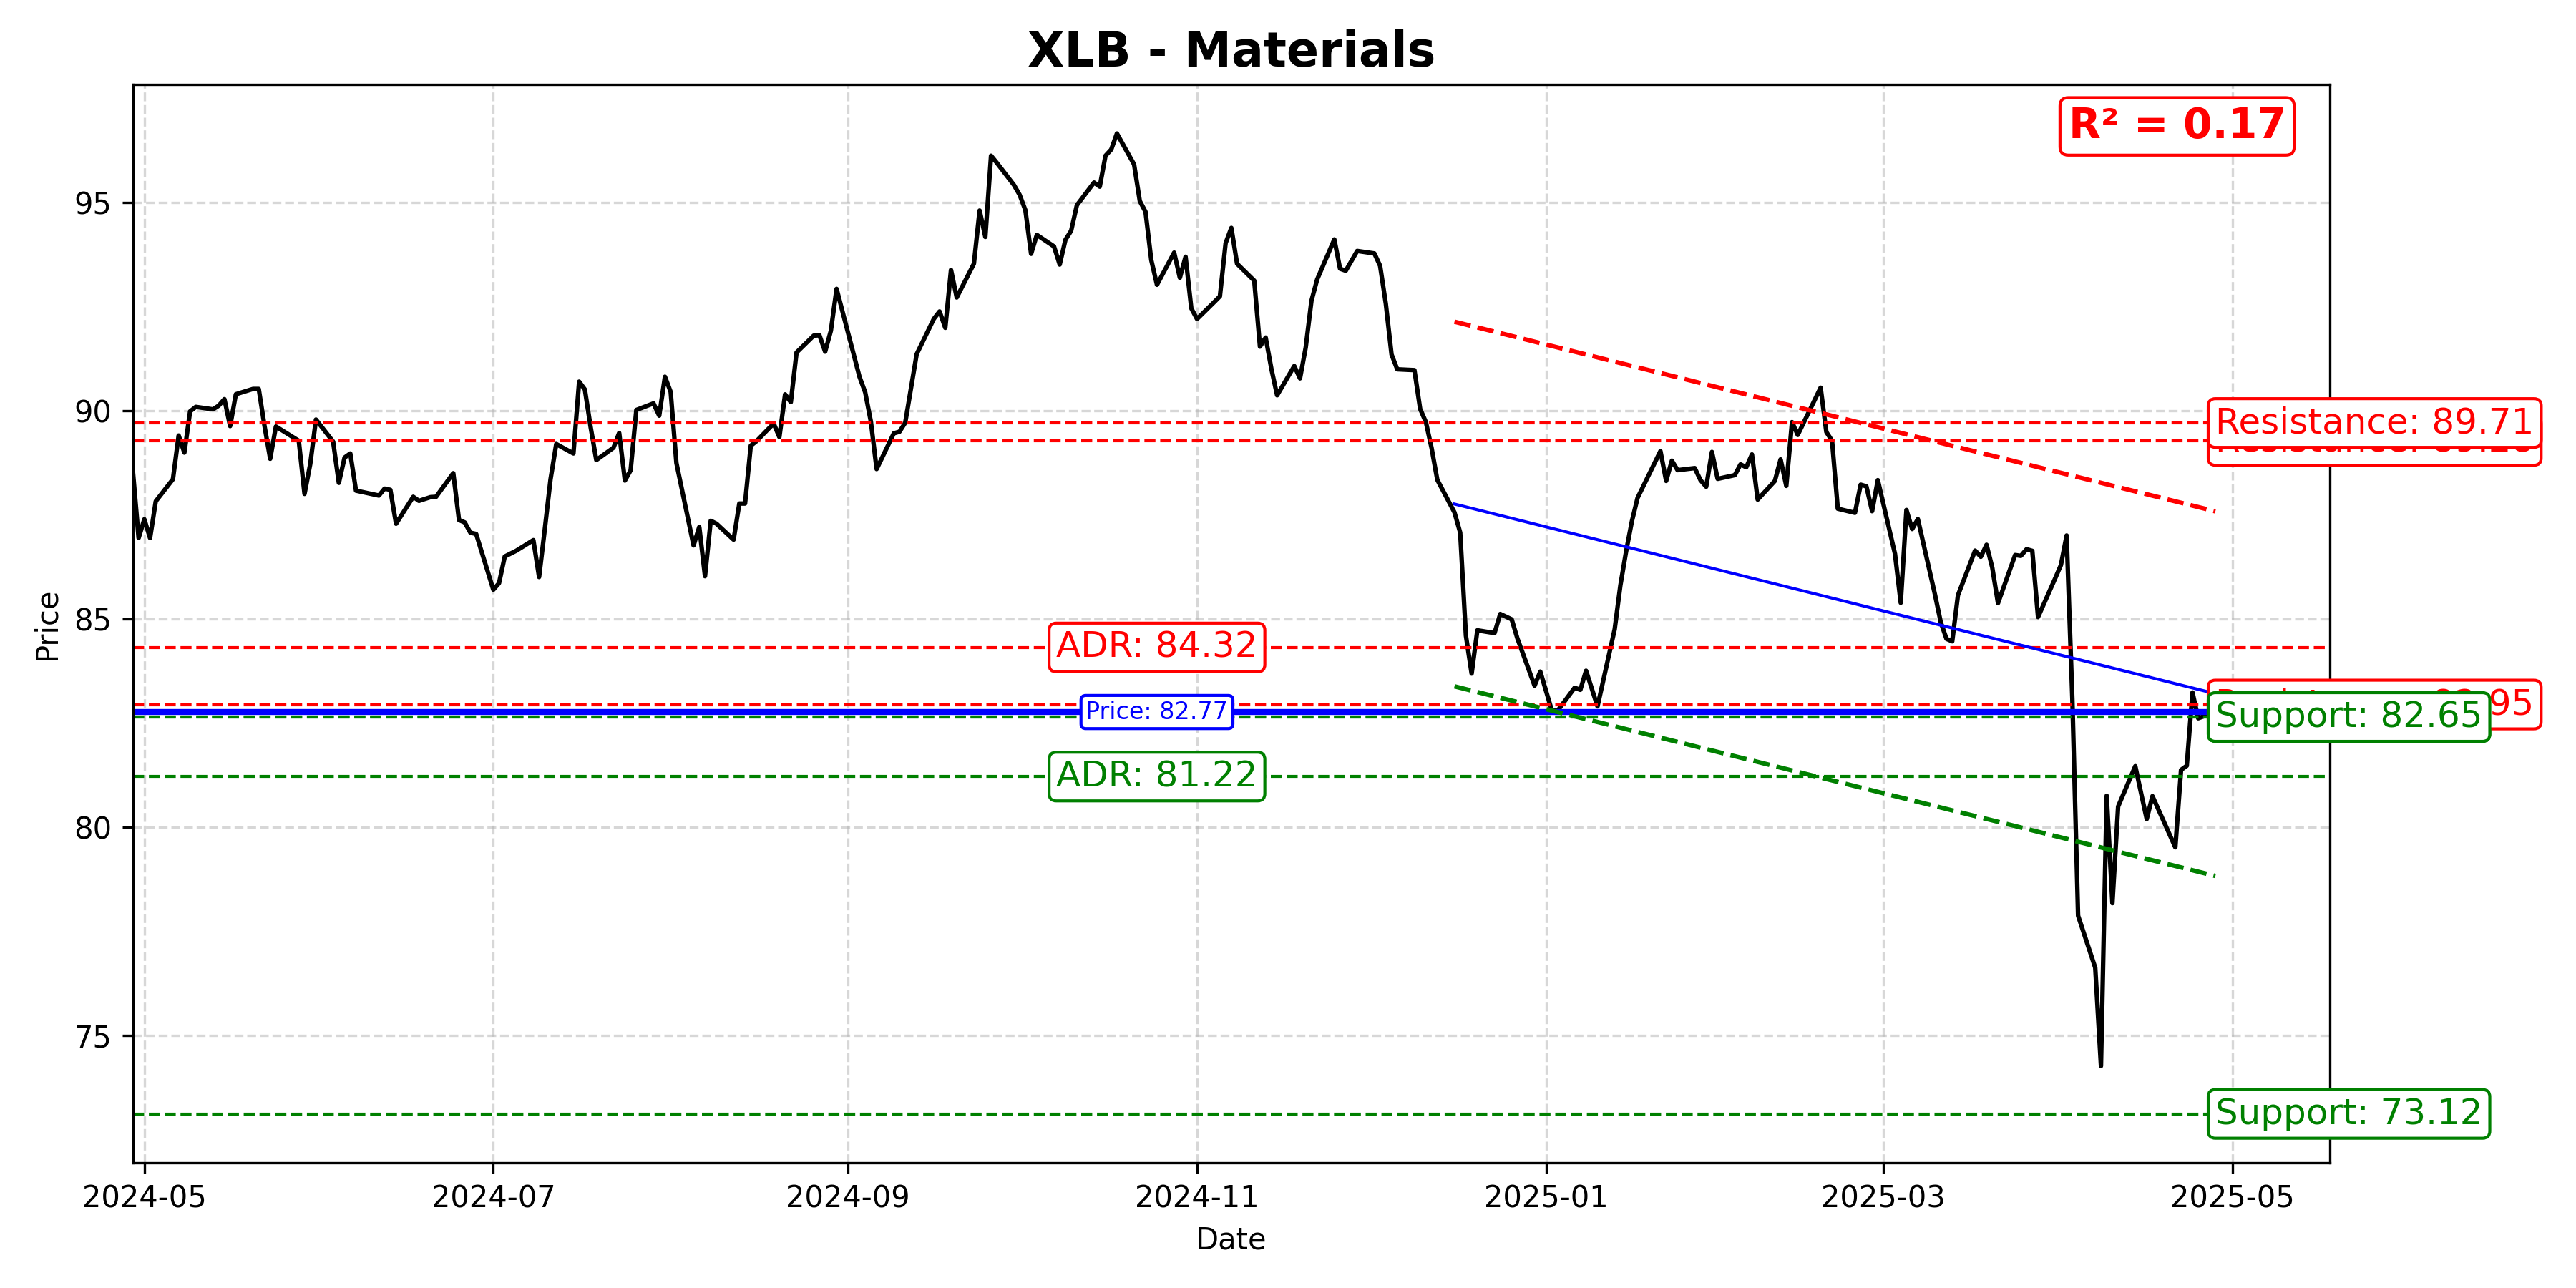 XLB - Materials
R² = 0.17
95
90
85
80
75
Price
Resistance: 89.71
ADR: 84.32
Price: 82.77
95
Support: 82.65
ADR: 81.22
Support: 73.12
2024-05
2024-07
2024-09
2024-11
2025-01
2025-03
2025-05
Date